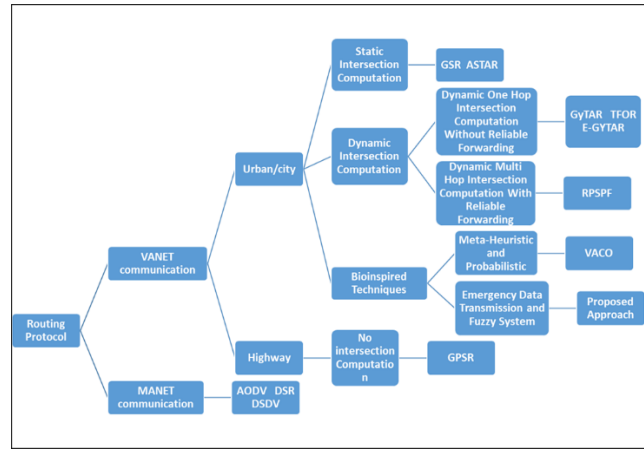 Static
Intersection
Computation
GSR ASTAR
Dynamic One Hop
Intersection
Computation
Without Reliable
Forwarding
GyTAR TFOR
E-GYTAR
Urban/city
Dynamic
Intersection
Computation
Dynamic Multi
Hop Intersection
Computation With
Reliable
Forwarding
RPSPF
VANET
communication
Bioinspired
Techniques
Meta-Heuristic
and
Probabilistic
VACO
Emergency Data
Transmission and
Fuzzy System
Proposed
Approach
Routing
Protocol
Highway
No
intersection
Computatio
n
GPSR
MANET
communication
AODV DSR
DSDV